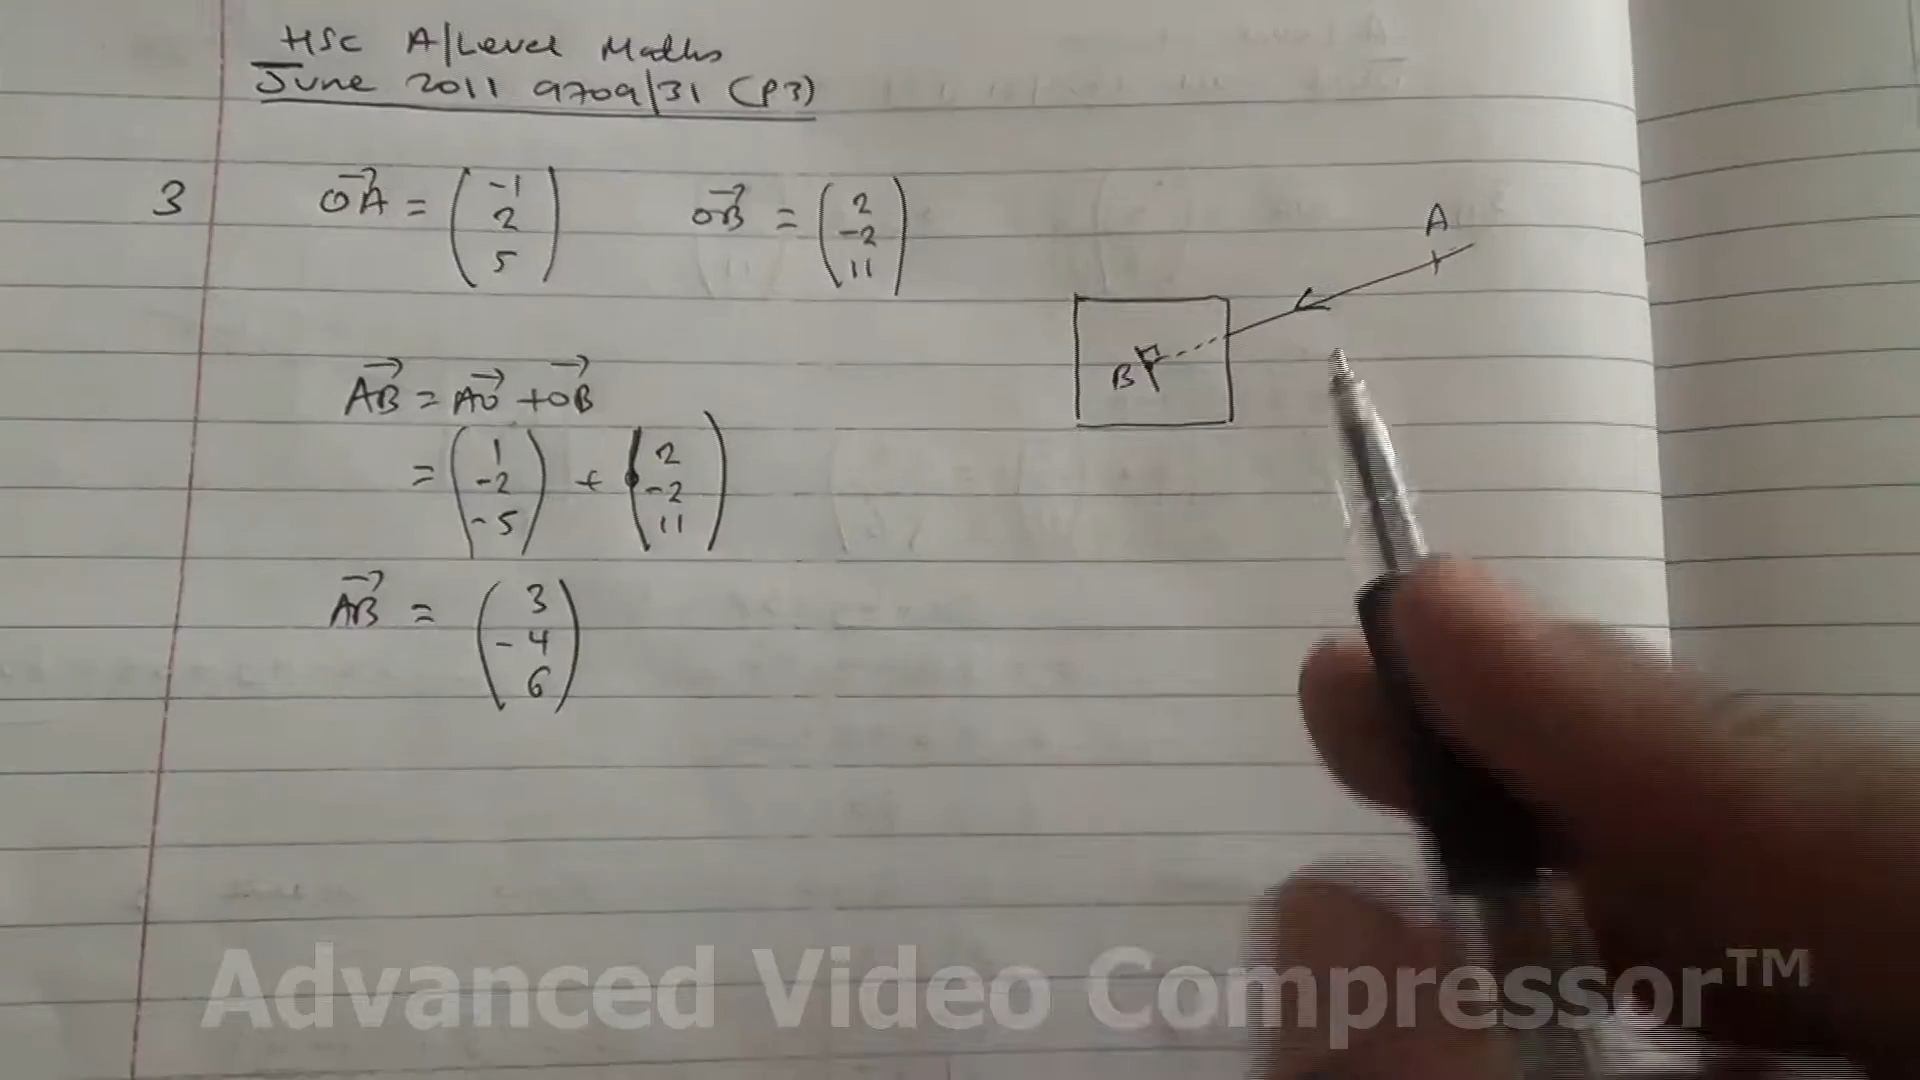 HSC A/Level Maths
June 2011 9709/31 (P3)
3 OA = (-1 2 5) OB = (2 -2 11)
A
B
AB = AO + OB
= (1 -2 -5) + (2 -2 11)
AB = (3 -4 6)
Advanced Video Compressor™